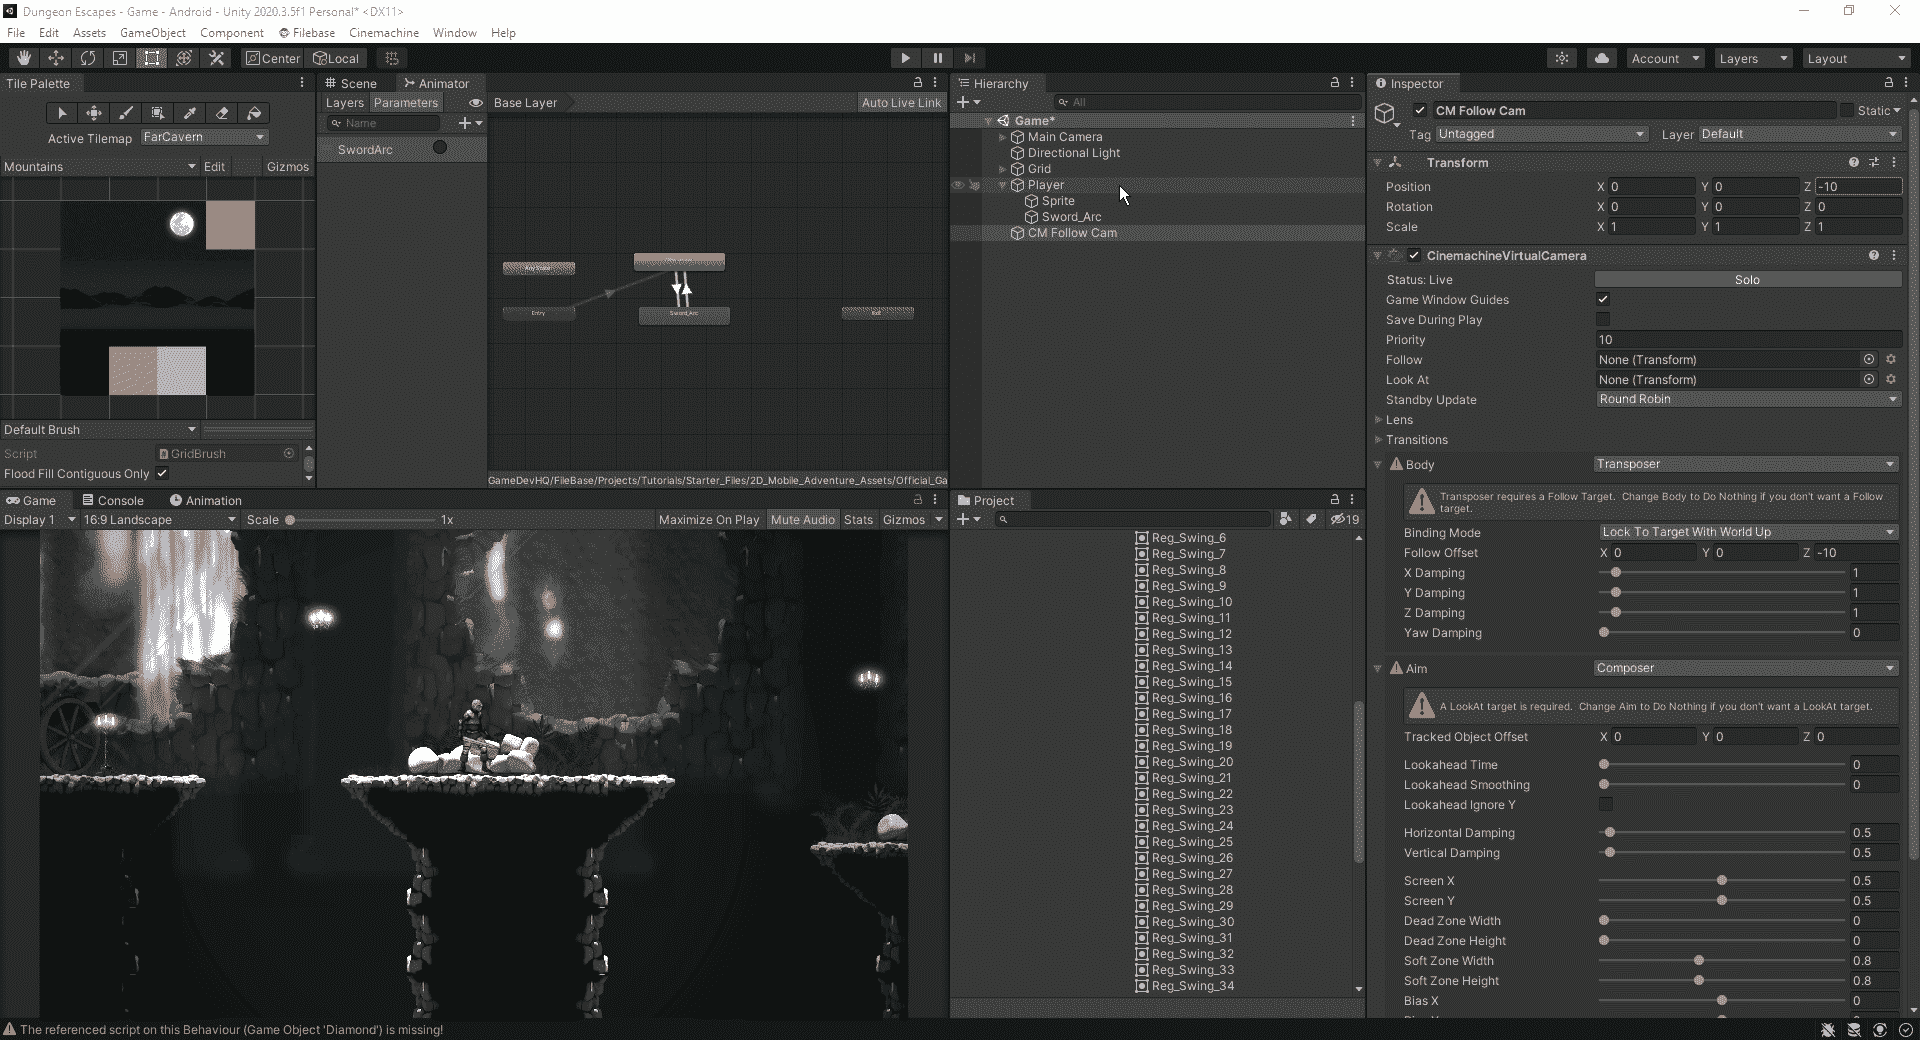 Dungeon Escapes - Game - Android - Unity 2020.3.5f1 Personal* <DX11>
File Edit Assets GameObject Component Filebase Cinemachine Window Help
Center Local Account Layers Layout
Tile Palette
Active Tilemap FarCavern
Mountains Edit Gizmos
Default Brush
Script GridBrush
Flood Fill Contiguous Only
Scene Animator
Layers Parameters Base Layer Auto Live Link
Name
SwordArc
Any State
Entry Sword_Arc Exit
GameDevHQ/FileBase/Projects/Tutorials/Starter_Files/2D_Mobile_Adventure_Assets/Official_Ga
Hierarchy
All
Game*
Main Camera
Directional Light
Grid
Player
Sprite
Sword_Arc
CM Follow Cam
Game Console Animation
Display 1 16:9 Landscape Scale 1x Maximize On Play Mute Audio Stats Gizmos
Project
19
Reg_Swing_6
Reg_Swing_7
Reg_Swing_8
Reg_Swing_9
Reg_Swing_10
Reg_Swing_11
Reg_Swing_12
Reg_Swing_13
Reg_Swing_14
Reg_Swing_15
Reg_Swing_16
Reg_Swing_17
Reg_Swing_18
Reg_Swing_19
Reg_Swing_20
Reg_Swing_21
Reg_Swing_22
Reg_Swing_23
Reg_Swing_24
Reg_Swing_25
Reg_Swing_26
Reg_Swing_27
Reg_Swing_28
Reg_Swing_29
Reg_Swing_30
Reg_Swing_31
Reg_Swing_32
Reg_Swing_33
Reg_Swing_34
Inspector
CM Follow Cam Static
Tag Untagged Layer Default
Transform
Position X 0 Y 0 Z -10
Rotation X 0 Y 0 Z 0
Scale X 1 Y 1 Z 1
CinemachineVirtualCamera
Status: Live Solo
Game Window Guides
Save During Play
Priority 10
Follow None (Transform)
Look At None (Transform)
Standby Update Round Robin
Lens
Transitions
Body Transposer
Transposer requires a Follow Target. Change Body to Do Nothing if you don't want a Follow
target.
Binding Mode Lock To Target With World Up
Follow Offset X 0 Y 0 Z -10
X Damping 1
Y Damping 1
Z Damping 1
Yaw Damping 0
Aim Composer
A LookAt target is required. Change Aim to Do Nothing if you don't want a LookAt target.
Tracked Object Offset X 0 Y 0 Z 0
Lookahead Time 0
Lookahead Smoothing 0
Lookahead Ignore Y
Horizontal Damping 0.5
Vertical Damping 0.5
Screen X 0.5
Screen Y 0.5
Dead Zone Width 0
Dead Zone Height 0
Soft Zone Width 0.8
Soft Zone Height 0.8
Bias X 0
The referenced script on this Behaviour (Game Object 'Diamond') is missing!